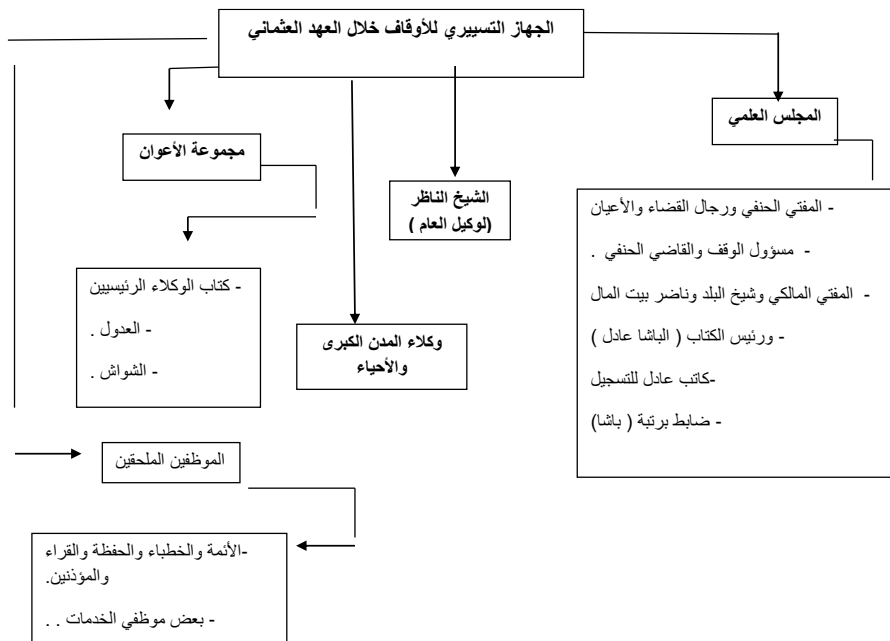 الجهاز التسييري للأوقاف خلال العهد العثماني
المجلس العلمي
- المفتي الحنفي ورجال القضاء والأعيان
- مسؤول الوقف والقاضي الحنفي .
- المفتي المالكي وشيخ البلد وناضر بيت المال
- ورئيس الكتاب ( الباشا عادل )
-كاتب عادل للتسجيل
- ضابط برتبة ( باشا)
الشيخ الناظر
(لوكيل العام )
وكلاء المدن الكبرى
والأحياء
مجموعة الأعوان
- كتاب الوكلاء الرئيسيين
- العدول .
- الشواش .
الموظفين الملحقين
-الأئمة والخطباء والحفظة والقراء
والمؤذنين.
- بعض موظفي الخدمات . .